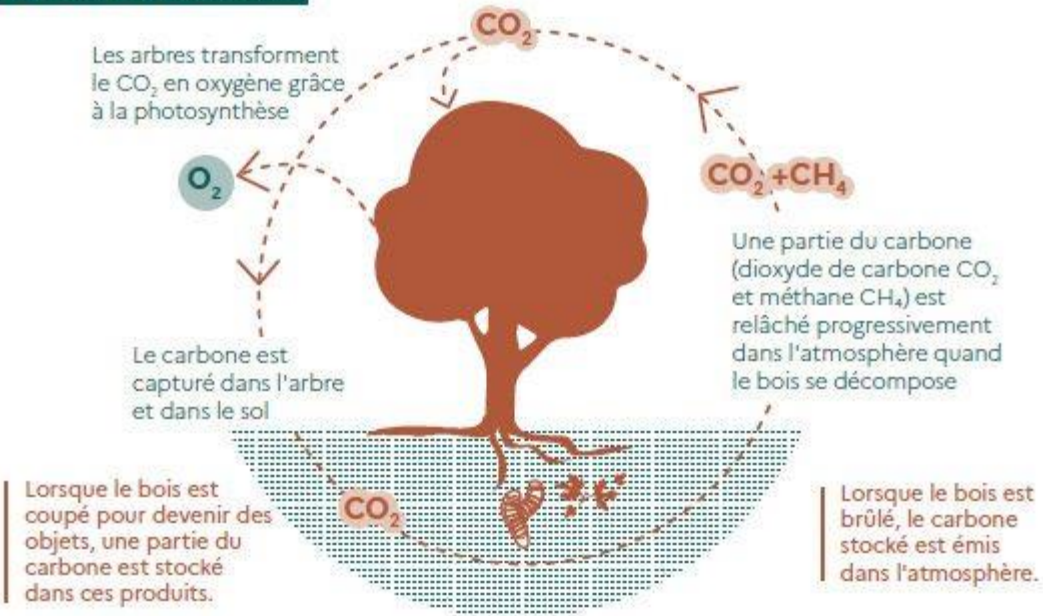 CO₂
Les arbres transforment
le CO₂ en oxygène grâce
à la photosynthèse
O₂
CO₂ +CH₄
Une partie du carbone
(dioxyde de carbone CO₂
et méthane CH₄) est
relâché progressivement
dans l'atmosphère quand
le bois se décompose
Le carbone est
capturé dans l'arbre
et dans le sol
Lorsque le bois est
coupé pour devenir des
objets, une partie du
carbone est stocké
dans ces produits.
CO₂
Lorsque le bois est
brûlé, le carbone
stocké est émis
dans l'atmosphère.